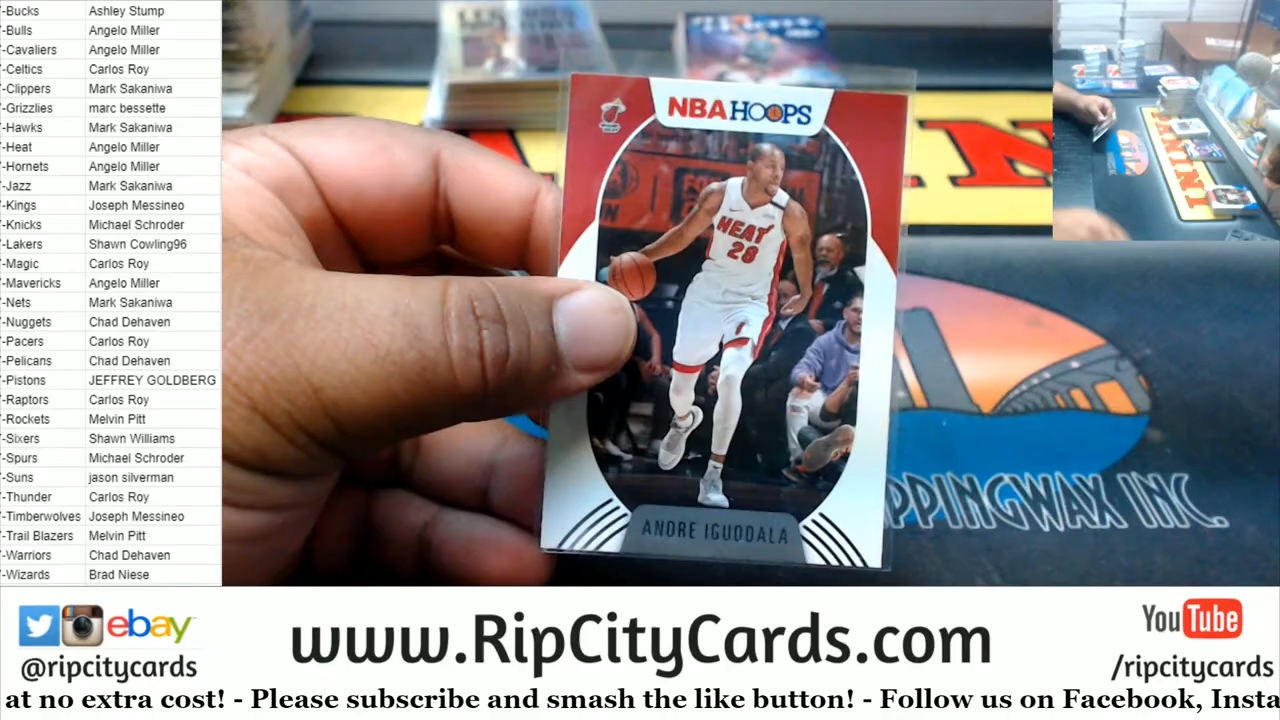 -Bucks Ashley Stump
-Bulls Angelo Miller
-Cavaliers Angelo Miller
-Celtics Carlos Roy
-Clippers Mark Sakaniwa
-Grizzlies marc bessette
-Hawks Mark Sakaniwa
-Heat Angelo Miller
-Hornets Angelo Miller
-Jazz Mark Sakaniwa
-Kings Joseph Messineo
-Knicks Michael Schroder
-Lakers Shawn Cowling96
-Magic Carlos Roy
-Mavericks Angelo Miller
-Nets Mark Sakaniwa
-Nuggets Chad Dehaven
-Pacers Carlos Roy
-Pelicans Chad Dehaven
-Pistons JEFFREY GOLDBERG
-Raptors Carlos Roy
-Rockets Melvin Pitt
-Sixers Shawn Williams
-Spurs Michael Schroder
-Suns jason silverman
-Thunder Carlos Roy
-Timberwolves Joseph Messineo
-Trail Blazers Melvin Pitt
-Warriors Chad Dehaven
-Wizards Brad Niese
NBA HOOPS
HEAT
28
ANDRE IGUODALA
PANINI
PPINGWAX INC.
ebay
@ripcitycards
www.RipCityCards.com
YouTube
/ripcitycards
at no extra cost! - Please subscribe and smash the like button! - Follow us on Facebook, Insta